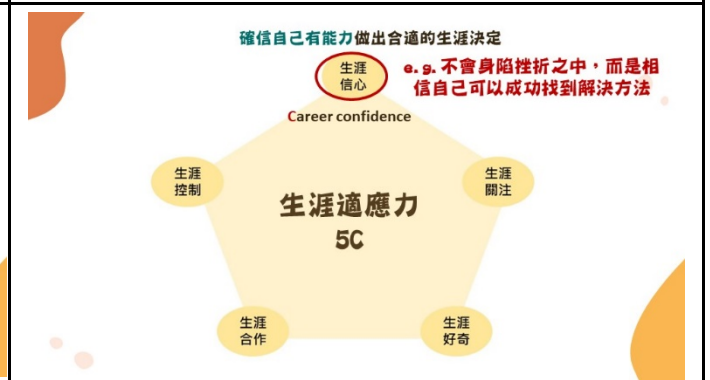 確信自己有能力做出合適的生涯決定
生涯
信心
e.g.不會身陷挫折之中，而是相
信自己可以成功找到解決方法
Career confidence
生涯
控制
生涯
關注
生涯適應力
5C
生涯
合作
生涯
好奇